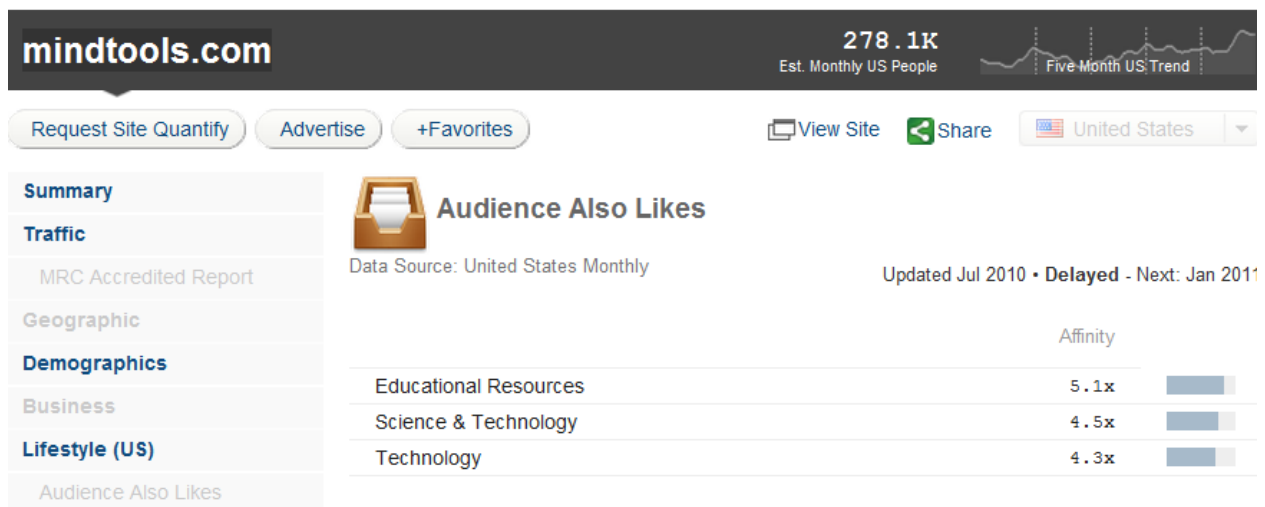 mindtools.com
278.1K
Est. Monthly US People
Five Month US Trend
Request Site Quantify
Advertise
+Favorites
View Site
Share
United States
Summary
Traffic
MRC Accredited Report
Geographic
Demographics
Business
Lifestyle (US)
Audience Also Likes
Audience Also Likes
Data Source: United States Monthly
Updated Jul 2010 • Delayed - Next: Jan 2011
Affinity
Educational Resources 5.1x
Science & Technology 4.5x
Technology 4.3x